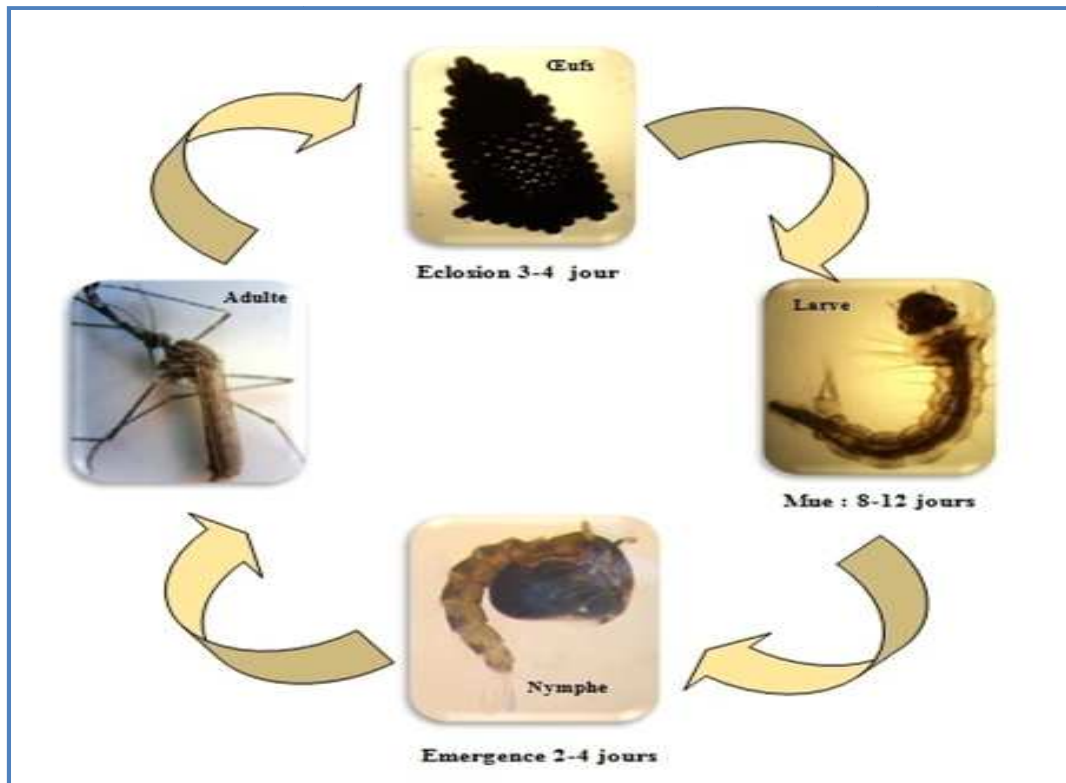 Œufs
Eclosion 3-4 jour
Adulte
Larve
Mue : 8-12 jours
Nymphe
Emergence 2-4 jours